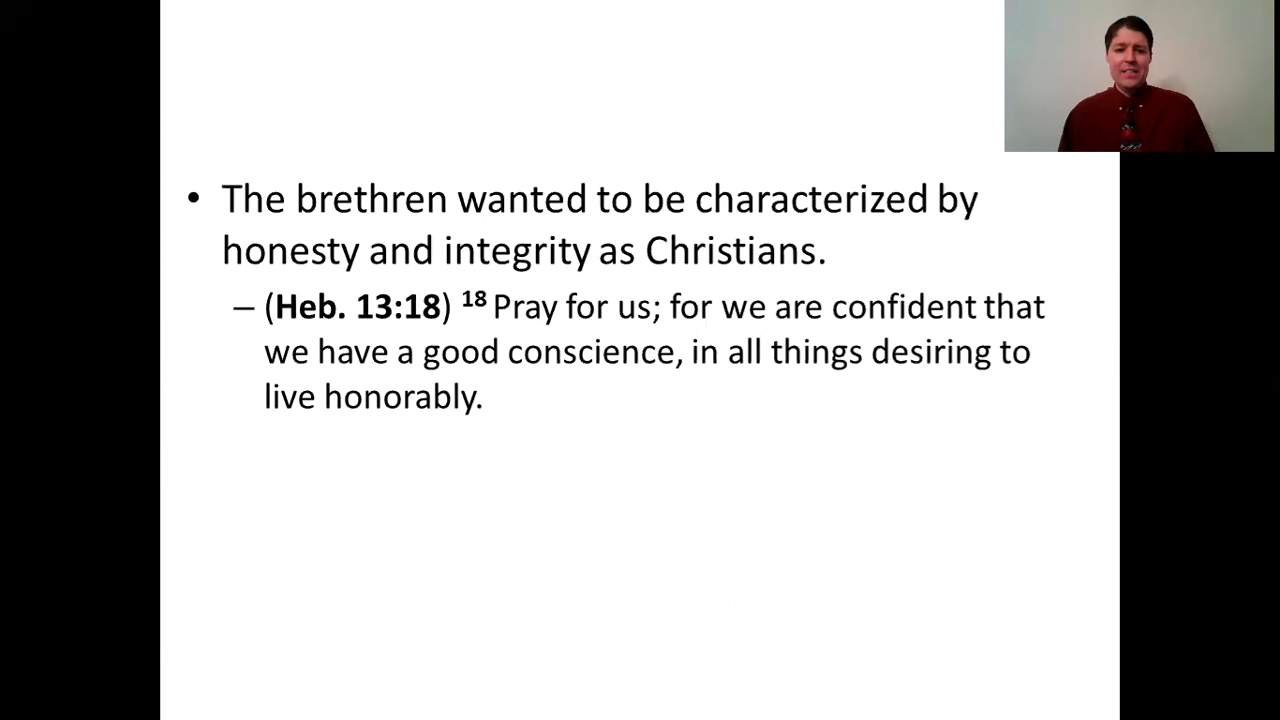 • The brethren wanted to be characterized by
honesty and integrity as Christians.
– (Heb. 13:18) 18 Pray for us; for we are confident that
we have a good conscience, in all things desiring to
live honorably.